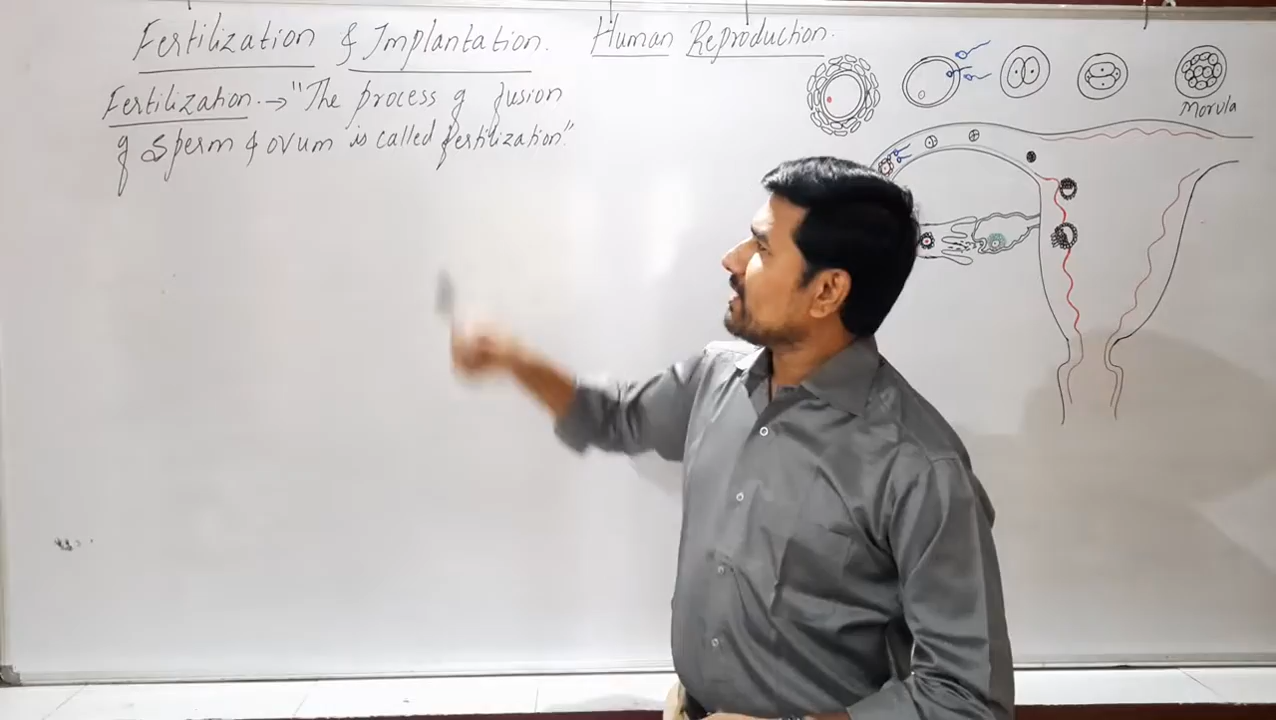 Fertilization & Implantation. Human Reproduction.
Fertilization.→ "The process of fusion
of sperm & ovum is called fertilization"
Morula